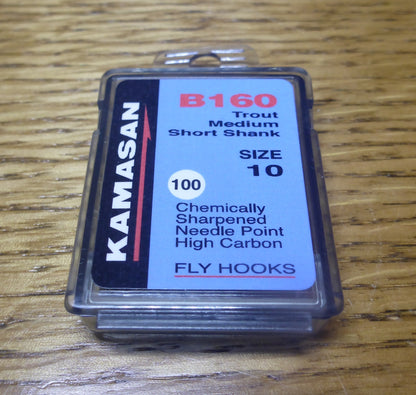 KAMASAN
B160
Trout
Medium
Short Shank
SIZE
10
100
Chemically
Sharpened
Needle Point
High Carbon
FLY HOOKS